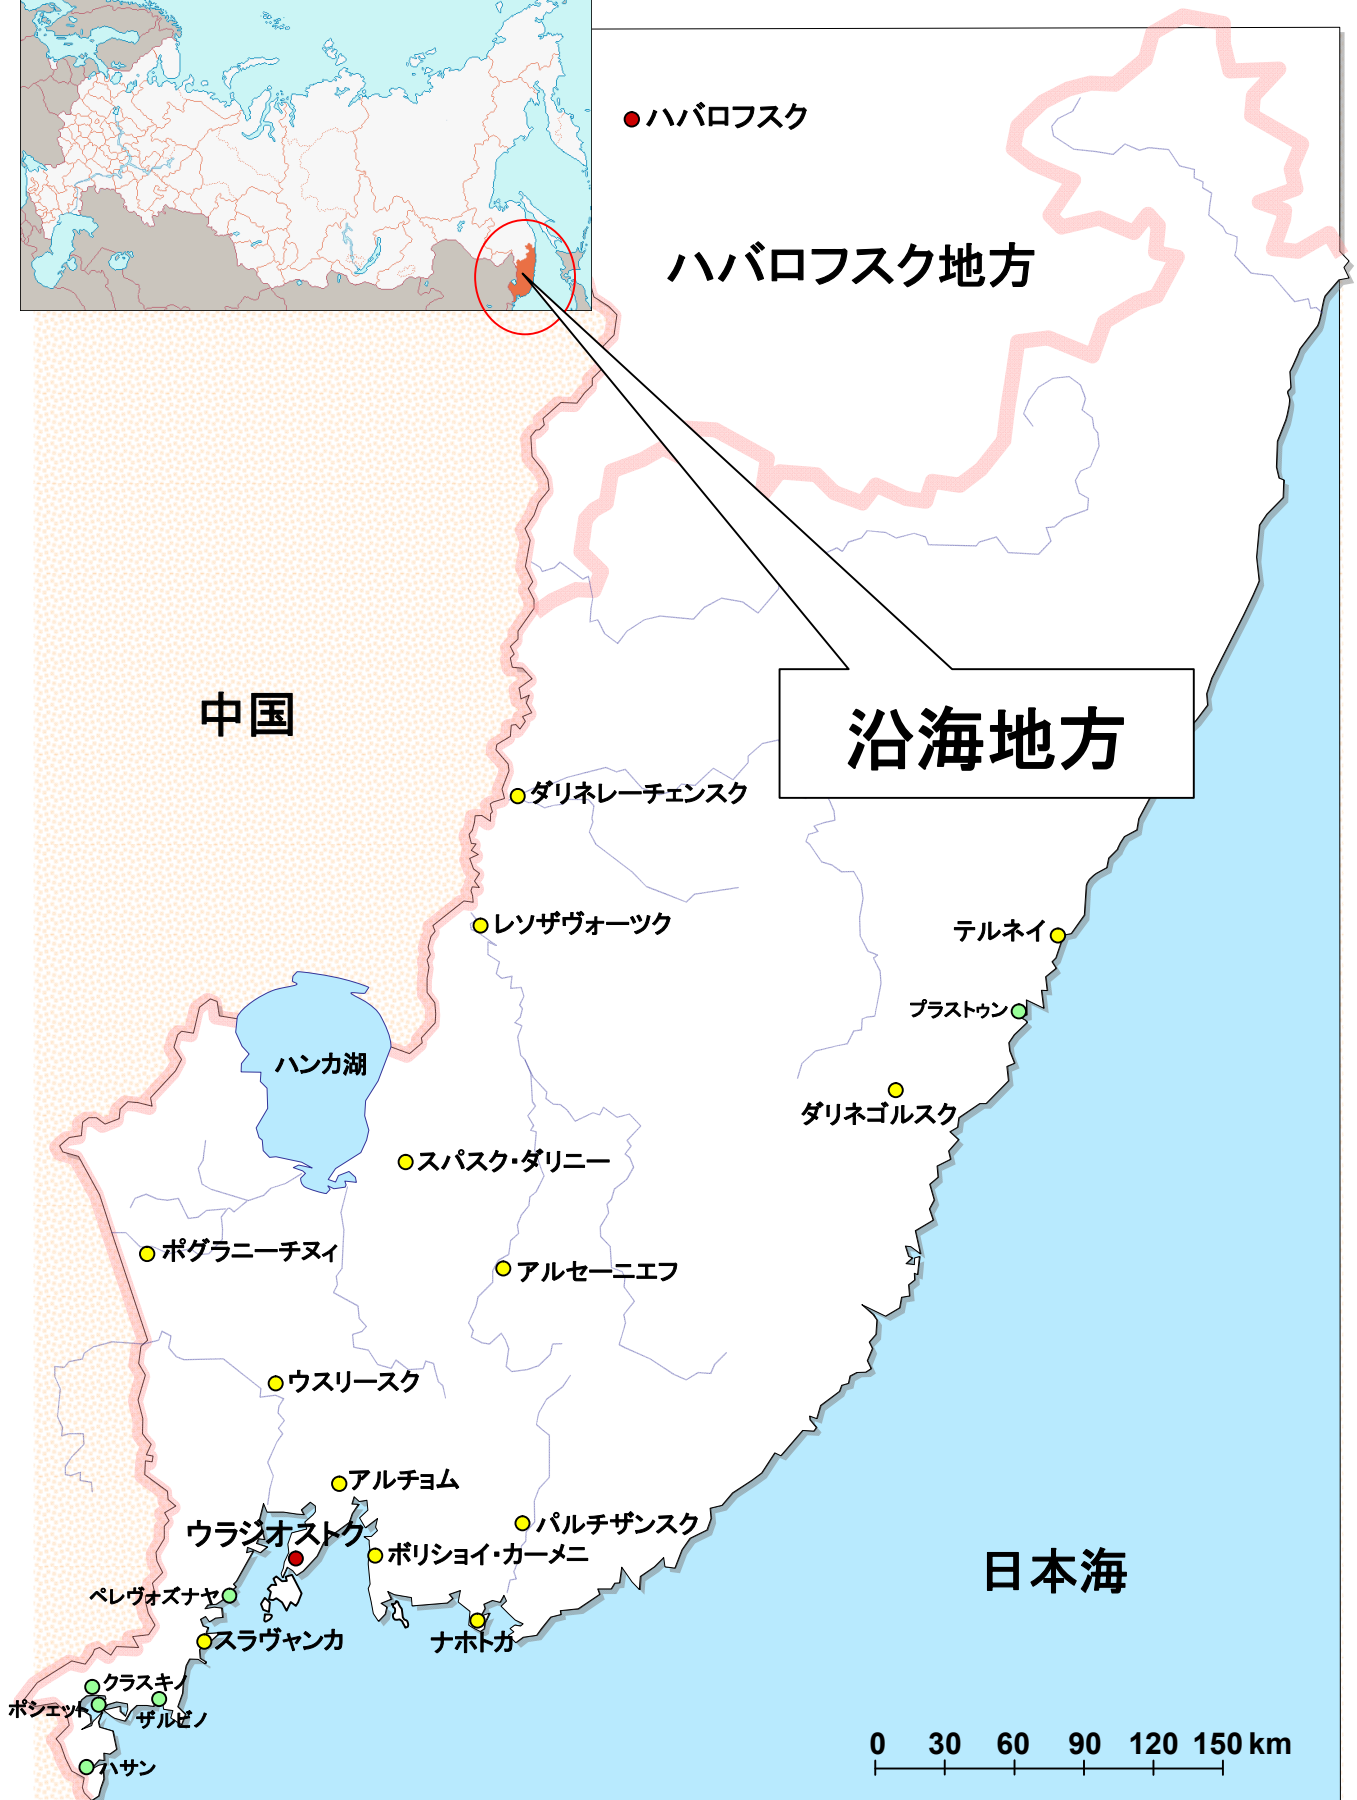 ハバロフスク
ハバロフスク地方
中国
沿海地方
ダリネレーチェンスク
レソザヴォーツク
テルネイ
プラストゥン
ハンカ湖
ダリネゴルスク
スパスク・ダリニー
ポグラニーチヌィ
アルセーニエフ
ウスリースク
アルチョム
ウラジオストク
パルチザンスク
ボリショイ・カーメニ
日本海
ペレヴォズナヤ
スラヴャンカ
ナホトカ
クラスキノ
ポシェット
ザルビノ
ハサン
0 30 60 90 120 150 km